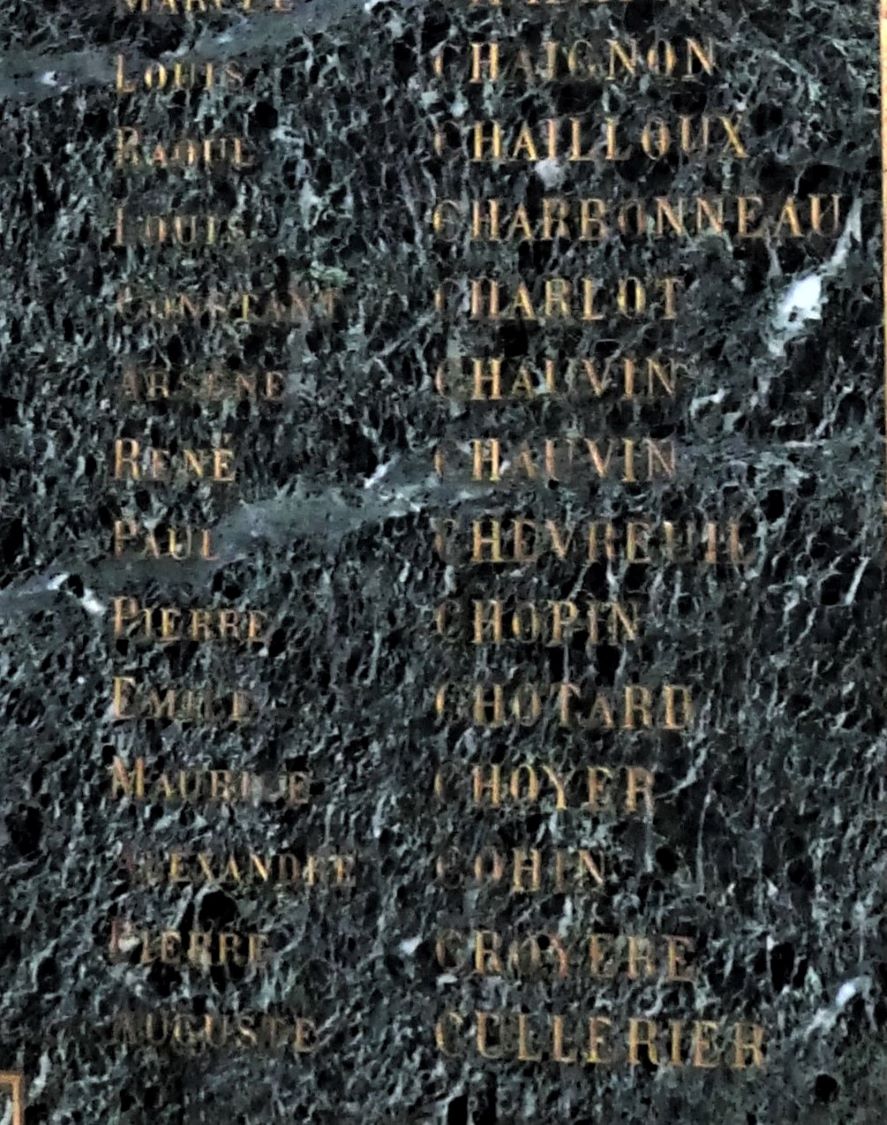 MARCEL
LOUIS CHAIGNON
RAOUL CHAILLOUX
LOUIS CHARBONNEAU
CONSTANT CHARLOT
ARSÈNE CHAUVIN
RENÉ CHAUVIN
PAUL CHEVREUIL
PIERRE CHOPIN
EMILE CHOTARD
MAURICE CHOYER
ALEXANDRE COHIN
PIERRE CROYERE
AUGUSTE CULLERIER